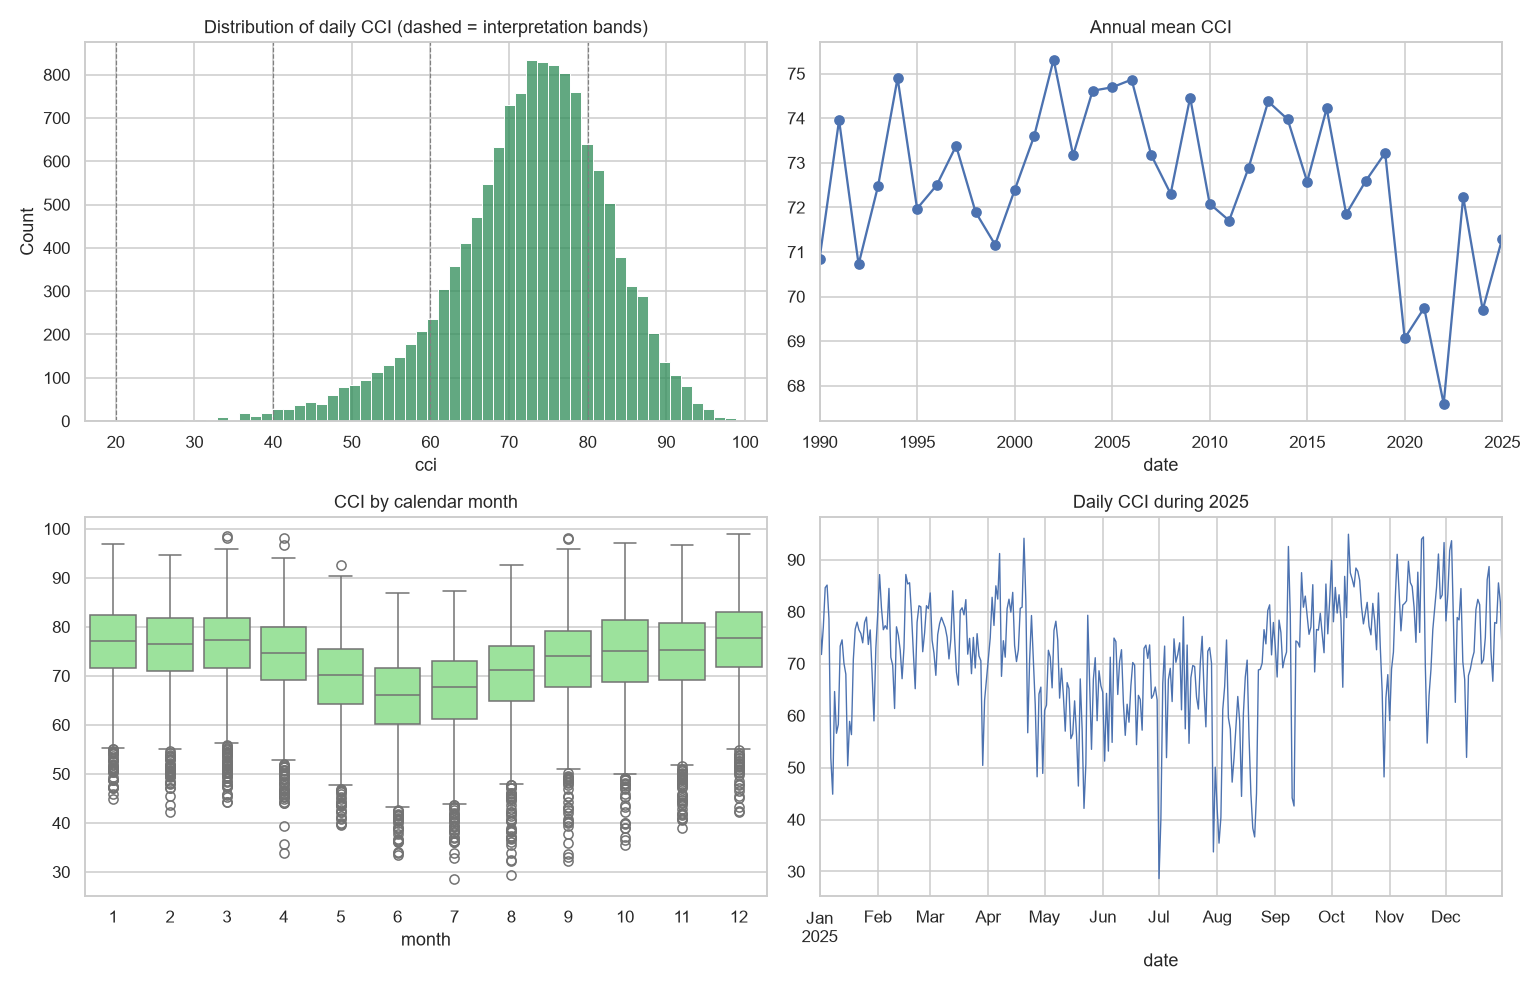 Distribution of daily CCI (dashed = interpretation bands)
800
700
600
500
400
300
200
100
0
Count
20 30 40 50 60 70 80 90 100
cci
Annual mean CCI
75
74
73
72
71
70
69
68
1990 1995 2000 2005 2010 2015 2020 2025
date
CCI by calendar month
100
90
80
70
60
50
40
30
1 2 3 4 5 6 7 8 9 10 11 12
month
Daily CCI during 2025
90
80
70
60
50
40
30
Jan Feb Mar Apr May Jun Jul Aug Sep Oct Nov Dec
2025
date